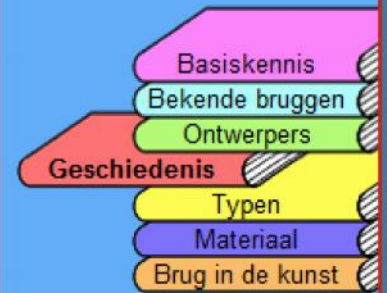 Basiskennis
Bekende bruggen
Ontwerpers
Geschiedenis
Typen
Materiaal
Brug in de kunst